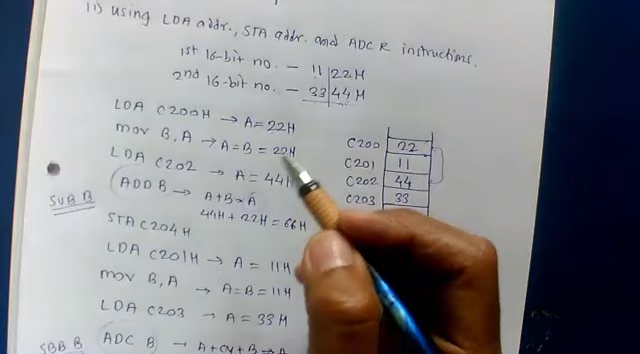 11) using LDA addr., STA addr. and ADC R instructions.
1st 16-bit no. - 11 22H
2nd 16-bit no. - 33 44H
LDA C200H → A=22H
MOV B,A → A=B=22H
LDA C202 → A=44H
SUB B ADD B → A+B→A
44H+22H=66H
STA C204H
LDA C201H → A=11H
MOV B,A → A=B=11H
LDA C203 → A=33H
SBB B ADC B → A+CY+B→A
C200 22
C201 11
C202 44
C203 33